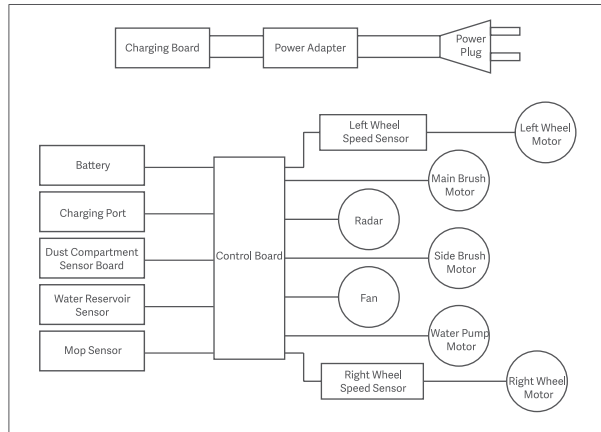 Charging Board
Power Adapter
Power
Plug
Left Wheel
Speed Sensor
Left Wheel
Motor
Battery
Main Brush
Motor
Charging Port
Radar
Dust Compartment
Sensor Board
Control Board
Side Brush
Motor
Water Reservoir
Sensor
Fan
Mop Sensor
Water Pump
Motor
Right Wheel
Speed Sensor
Right Wheel
Motor